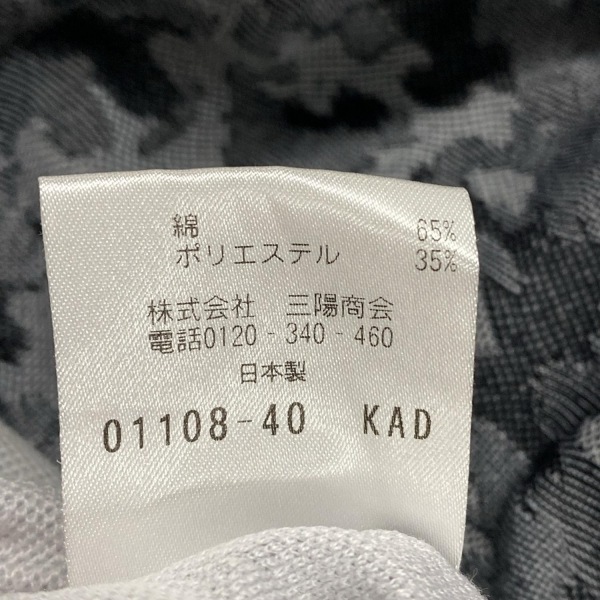 綿 65%
ポリエステル 35%
株式会社 三陽商会
電話0120-340-460
日本製
01108-40 KAD